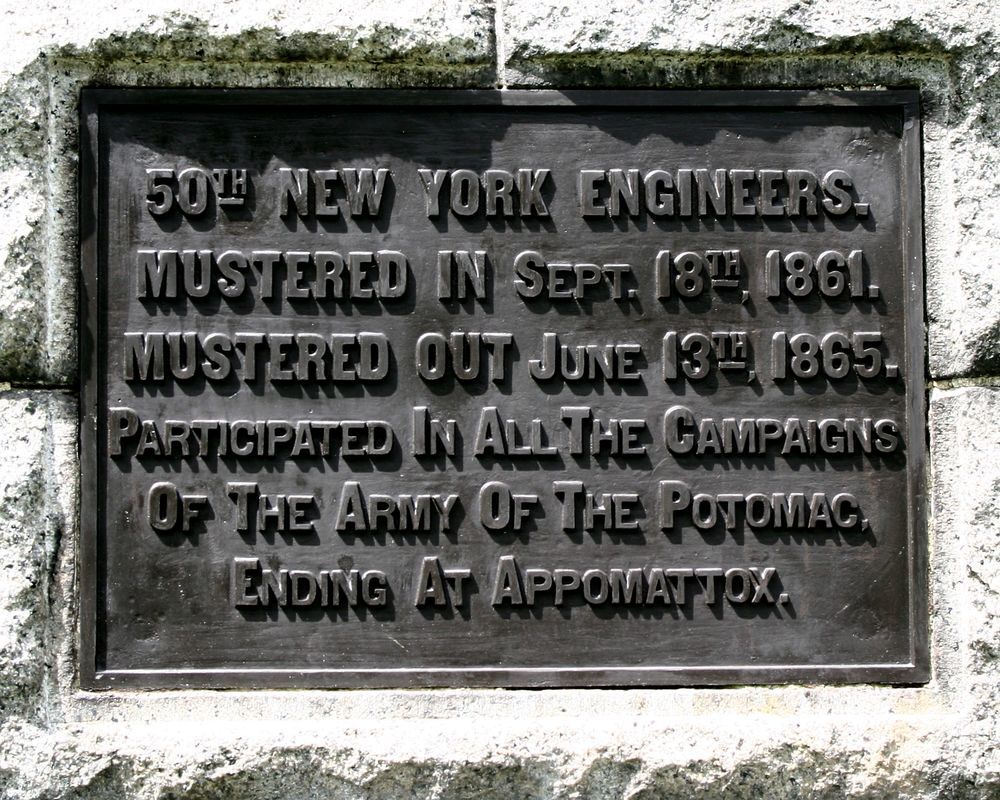 50TH NEW YORK ENGINEERS.
MUSTERED IN SEPT. 18TH, 1861.
MUSTERED OUT JUNE 13TH, 1865.
PARTICIPATED IN ALL THE CAMPAIGNS
OF THE ARMY OF THE POTOMAC,
ENDING AT APPOMATTOX.